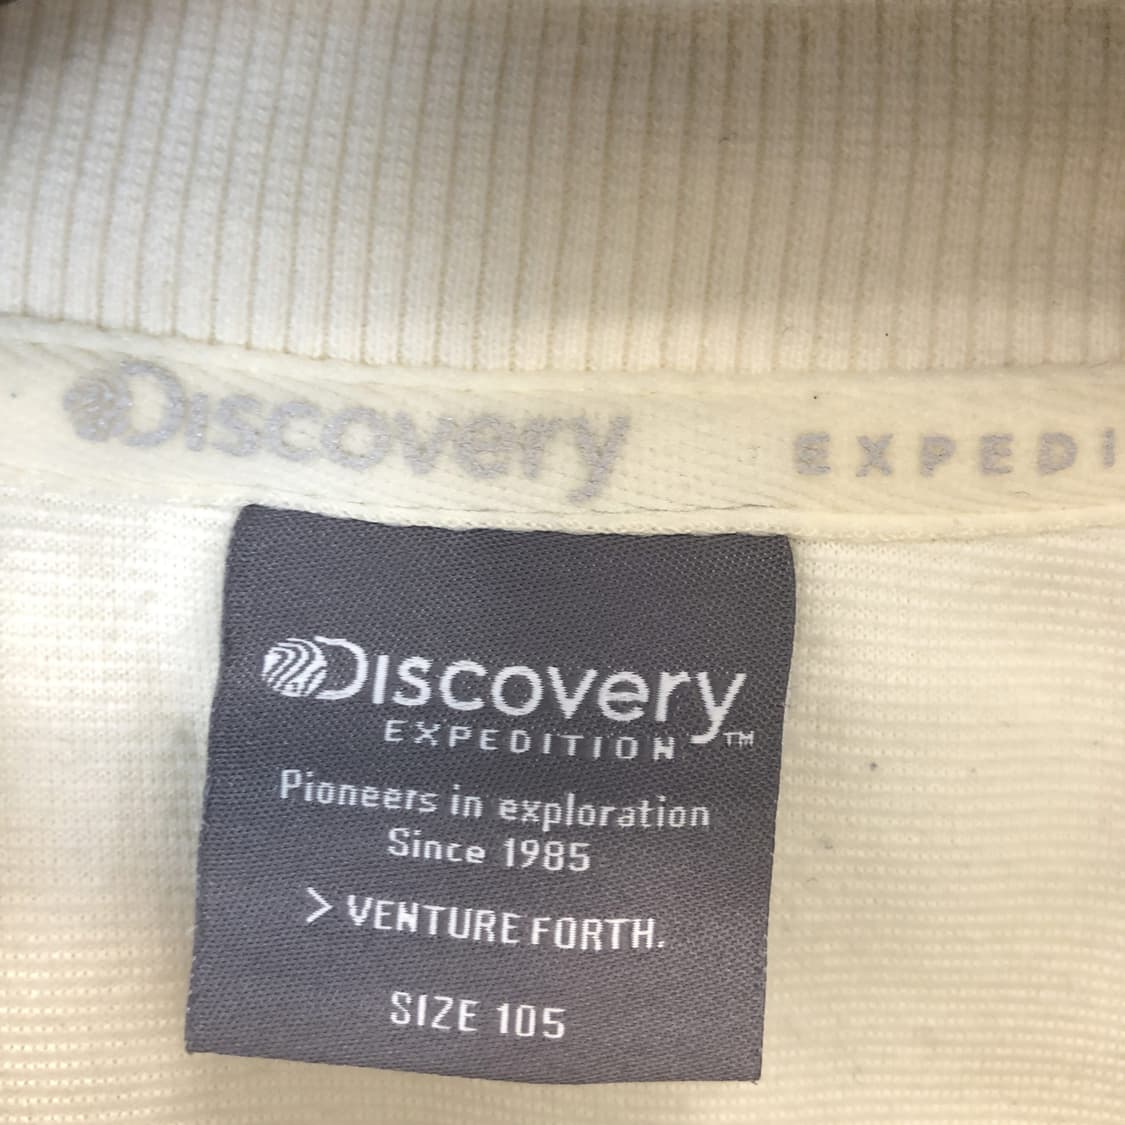 Discovery EXPEDI
Discovery
EXPEDITION™
Pioneers in exploration
Since 1985
> VENTURE FORTH.
SIZE 105